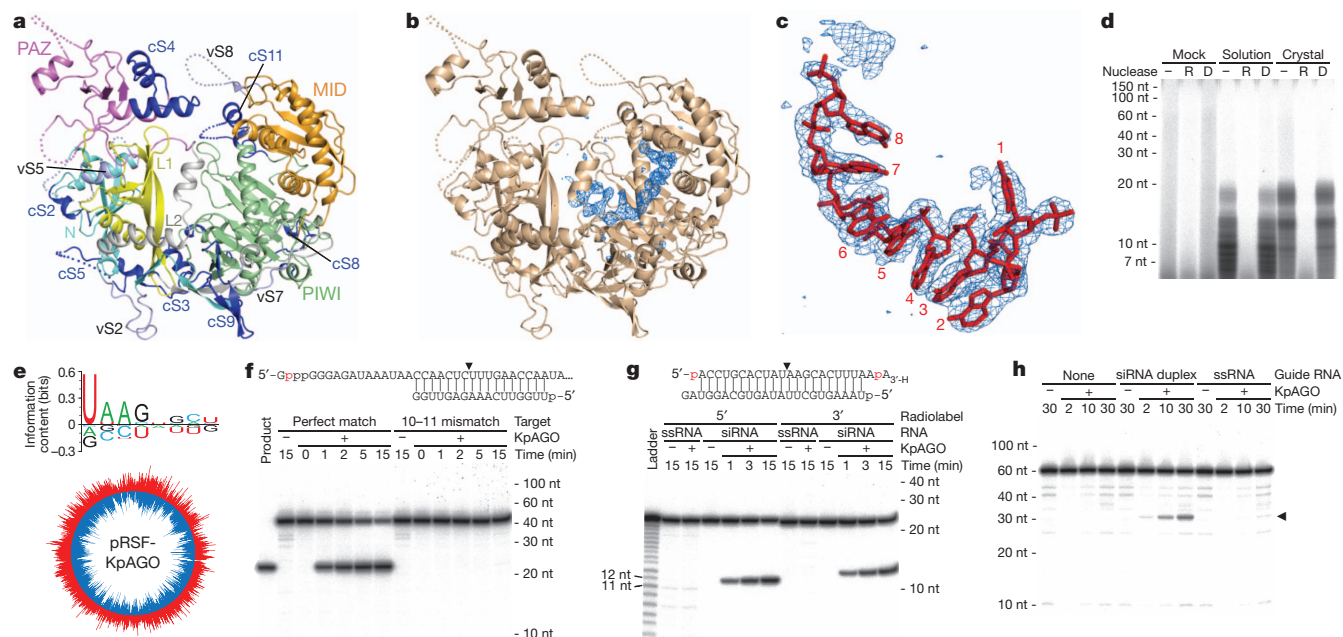 a
PAZ
cS4
vS8
cS11
MID
L1
vS5
cS2
N
L2
cS5
cS3
cS8
PIWI
vS7
vS2
cS9
b
c
8
7
1
6
5
4
3
2
d
Mock Solution Crystal
Nuclease – R D – R D – R D
150 nt
100 nt
60 nt
40 nt
30 nt
20 nt
10 nt
7 nt
e
Information content (bits)
0.6
0.3
0
–0.3
UAAG
pRSF-
KpAGO
f
5′–GpppGGGAGAUAAAUAACCAACUCUUUGAACCAAUA...
GGUUGAGAAACUUGGUUp-5′
Perfect match 10–11 mismatch Target
Product – + – + KpAGO
15 0 1 2 5 15 15 0 1 2 5 15 Time (min)
100 nt
60 nt
40 nt
30 nt
20 nt
10 nt
g
5′-pACCUGCACUAUAAGCACUUUAApA3′-H
GAUGGACGUGAUAUUCGUGAAAUp-5′
5′ 3′ Radiolabel
ssRNA siRNA ssRNA siRNA RNA
Ladder – + – + – + – + KpAGO
15 15 15 1 3 15 15 15 15 1 3 15 Time (min)
40 nt
30 nt
20 nt
10 nt
12 nt
11 nt
h
None siRNA duplex ssRNA Guide RNA
– + – + – + KpAGO
30 2 10 30 30 2 10 30 30 2 10 30 Time (min)
100 nt
60 nt
40 nt
30 nt
20 nt
10 nt